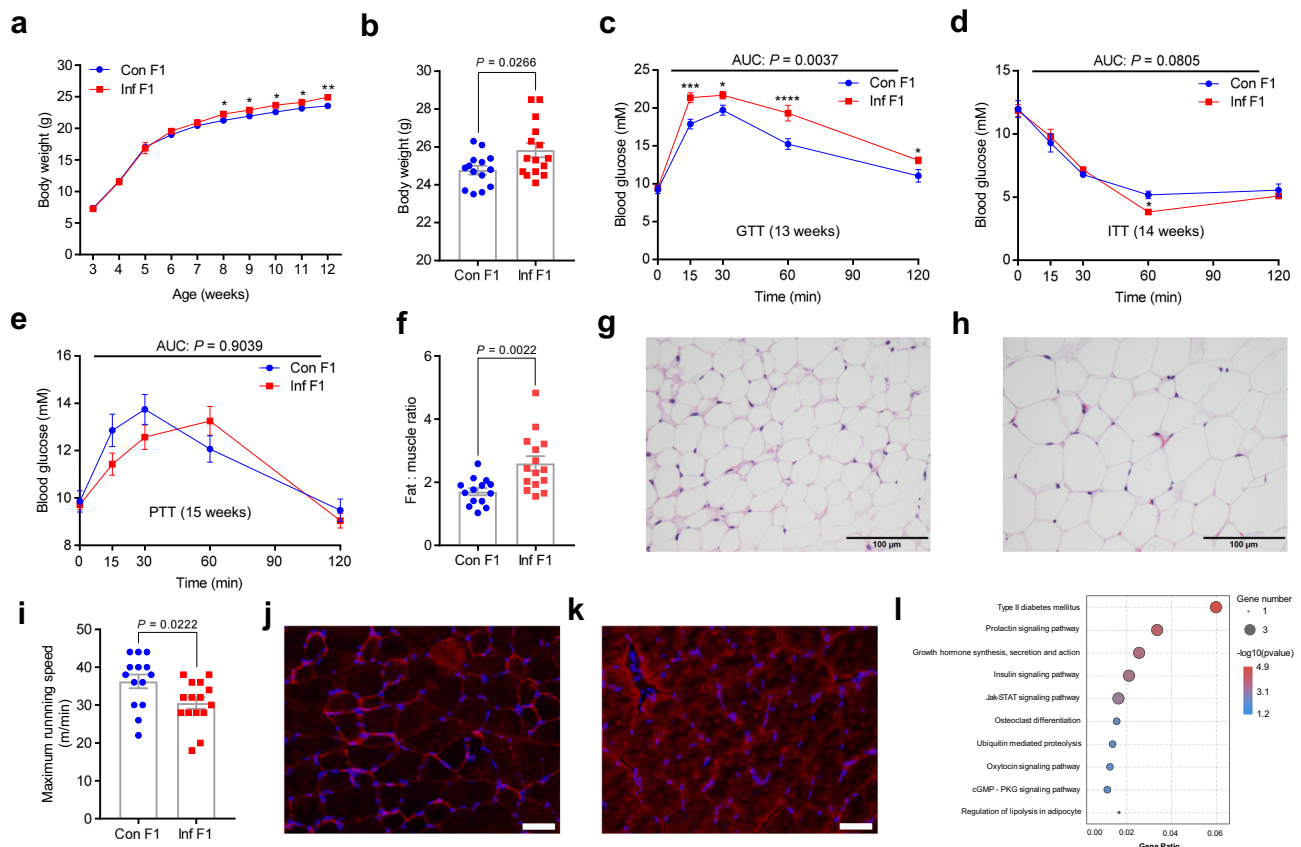 a
Con F1
Inf F1
Body weight (g)
30
25
20
15
10
5
0
* * * * **
3 4 5 6 7 8 9 10 11 12
Age (weeks)
b
P = 0.0266
Body weight (g)
30
28
26
24
22
20
Con F1 Inf F1
c
AUC: P = 0.0037
Con F1
Inf F1
Blood glucose (mM)
25
20
15
10
5
0
*** * **** *
GTT (13 weeks)
0 15 30 60 90 120
Time (min)
d
AUC: P = 0.0805
Con F1
Inf F1
Blood glucose (mM)
15
10
5
0
*
ITT (14 weeks)
0 15 30 60 90 120
Time (min)
e
AUC: P = 0.9039
Con F1
Inf F1
Blood glucose (mM)
16
14
12
10
8
PTT (15 weeks)
0 15 30 60 90 120
Time (min)
f
P = 0.0022
Fat : muscle ratio
6
4
2
0
Con F1 Inf F1
g
100 µm
h
100 µm
i
P = 0.0222
Maximum running speed
(m/min)
50
40
30
20
10
0
Con F1 Inf F1
j
k
l
Type II diabetes mellitus
Prolactin signaling pathway
Growth hormone synthesis, secretion and action
Insulin signaling pathway
Jak-STAT signaling pathway
Osteoclast differentiation
Ubiquitin mediated proteolysis
Oxytocin signaling pathway
cGMP - PKG signaling pathway
Regulation of lipolysis in adipocyte
0.00 0.02 0.04 0.06
Gene Ratio
Gene number
1
3
-log10(pvalue)
4.9
3.1
1.2